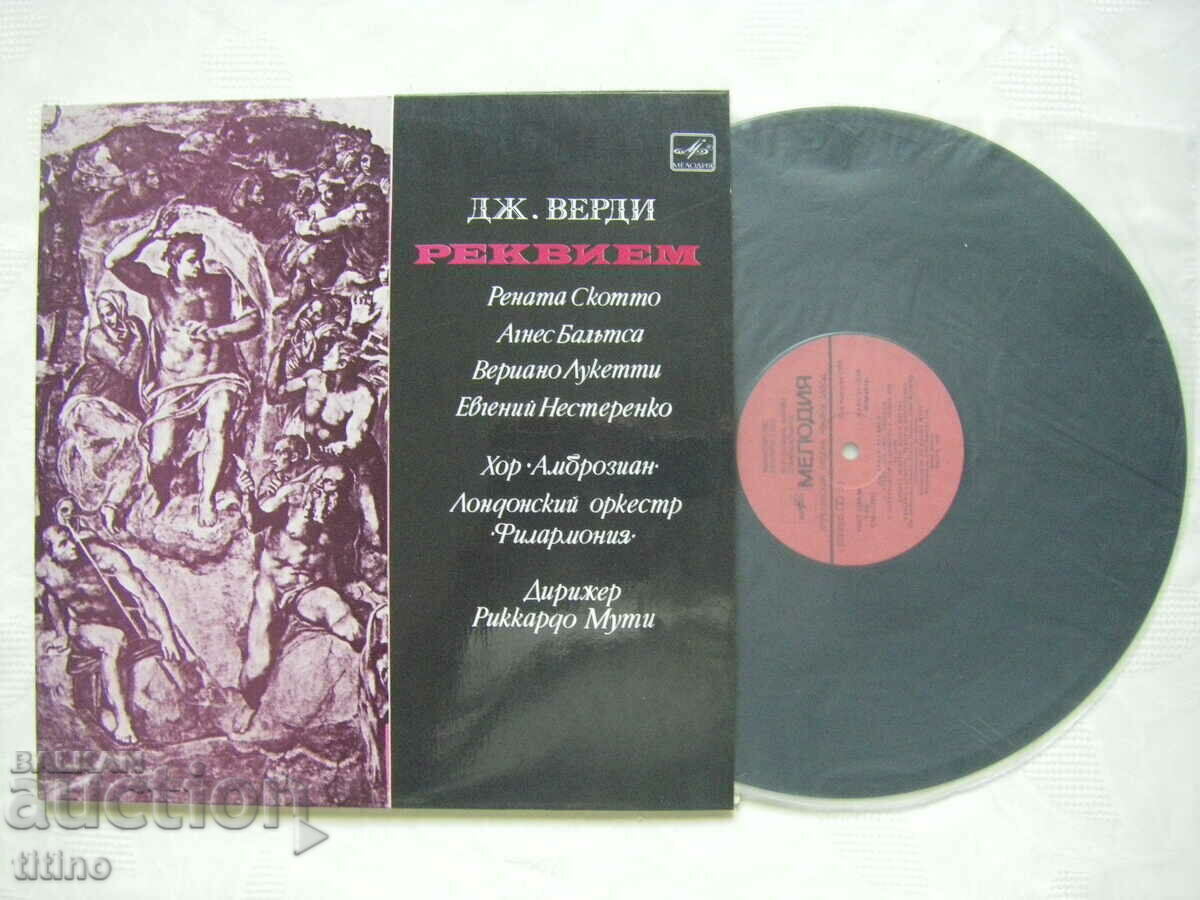 МЕЛОДИЯ
ДЖ. ВЕРДИ
РЕКВИЕМ
Рената Скотто
Агнес Бальтса
Вериано Лукетти
Евгений Нестеренко
Хор •Амброзиан•
Лондонский оркестр
•Филармония•
Дирижер
Риккардо Мути
МЕЛОДИЯ
BALKAN
auction
titino